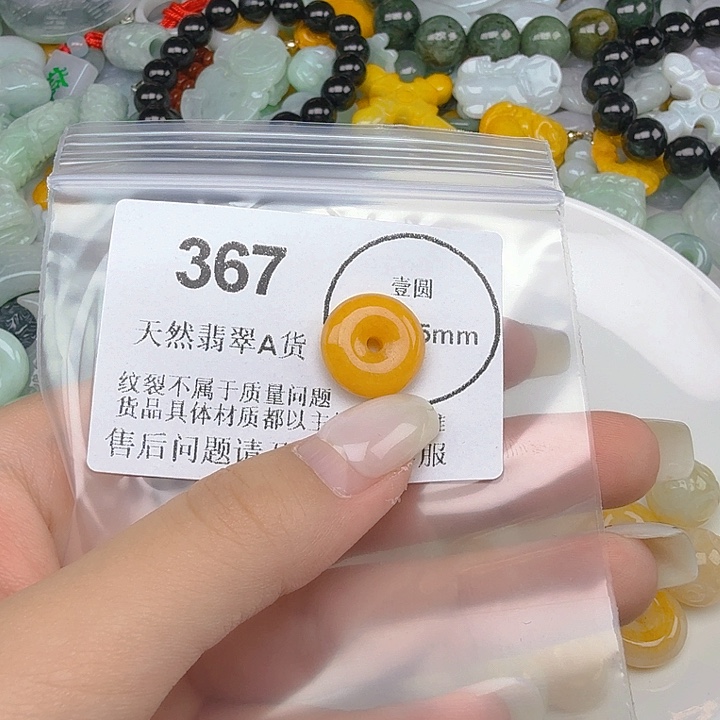 367
壹圆
5mm
天然翡翠A货
纹裂不属于质量问题
货品具体材质都以主
售后问题请 服